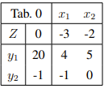 Tab. 0 x₁ x₂
Z 0 -3 -2
y₁ 20 4 5
y₂ -1 -1 0